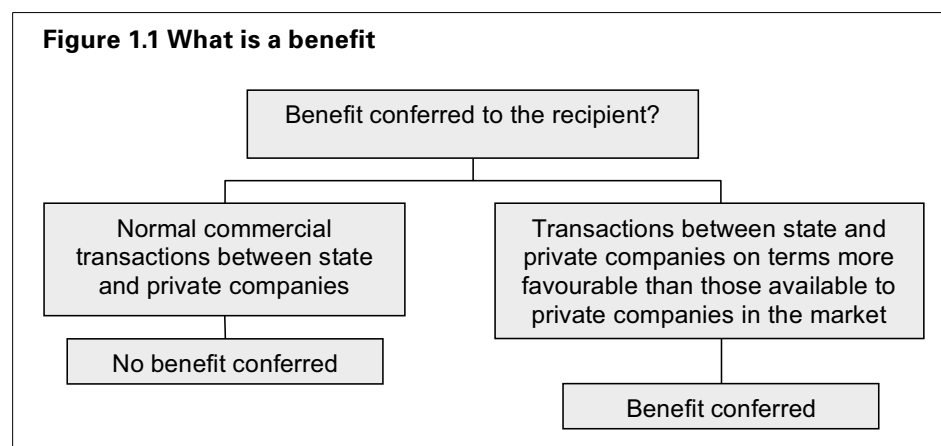 Figure 1.1 What is a benefit
Benefit conferred to the recipient?
Normal commercial
transactions between state
and private companies
No benefit conferred
Transactions between state and
private companies on terms more
favourable than those available to
private companies in the market
Benefit conferred